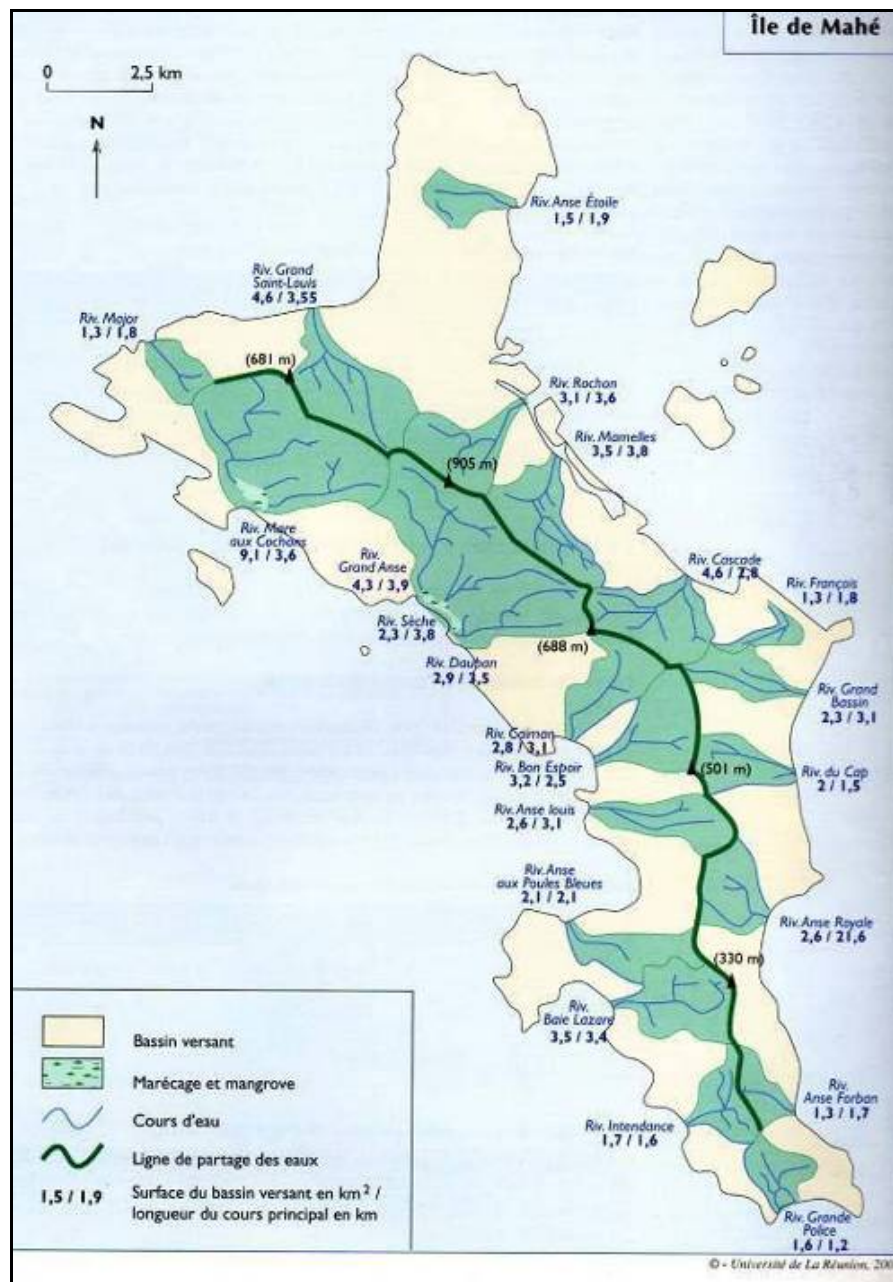 Île de Mahé
0 2,5 km
N
Riv. Anse Étoile
1,5 / 1,9
Riv. Grand
Saint-Louis
4,6 / 3,55
Riv. Major
1,3 / 1,8
(681 m)
Riv. Rochon
3,1 / 3,6
Riv. Mamelles
3,5 / 3,8
(905 m)
Riv. Mare
aux Cochons
9,1 / 3,6
Riv.
Grand Anse
4,3 / 3,9
Riv. Cascade
4,6 / 2,8
Riv. François
1,3 / 1,8
Riv. Sèche
2,3 / 3,8
(688 m)
Riv. Daupan
2,9 / 3,5
Riv. Grand
Bassin
2,3 / 3,1
Riv. Caiman
2,8 / 3,1
Riv. Bon Espoir
3,2 / 2,5
(501 m)
Riv. du Cap
2 / 1,5
Riv. Anse louis
2,6 / 3,1
Riv. Anse
aux Poules Bleues
2,1 / 2,1
Riv. Anse Royale
2,6 / 21,6
(330 m)
Riv.
Baie Lazare
3,5 / 3,4
Riv.
Anse Forban
1,3 / 1,7
Riv. Intendance
1,7 / 1,6
Riv. Grande
Police
1,6 / 1,2
Bassin versant
Marécage et mangrove
Cours d'eau
Ligne de partage des eaux
1,5 / 1,9 Surface du bassin versant en km² /
longueur du cours principal en km
© - Université de La Réunion, 200